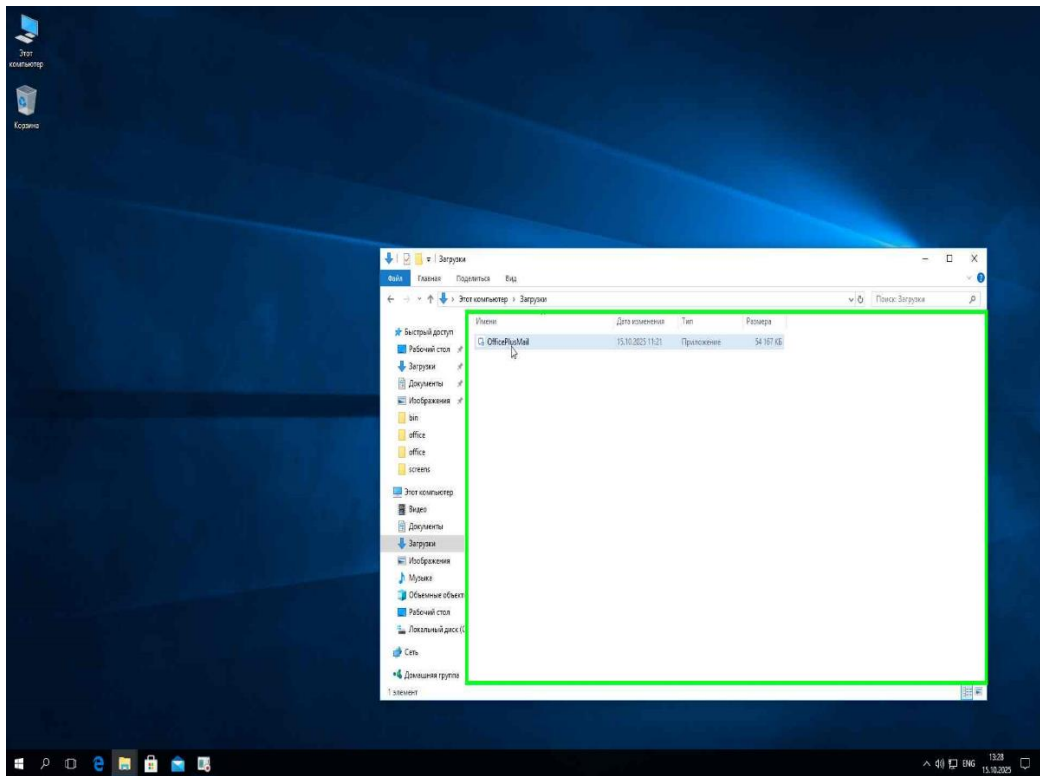 Этот
компьютер
Корзина
Загрузки
Файл Главная Поделиться Вид
Этот компьютер › Загрузки
Поиск: Загрузки
Имени Дата изменения Тип Размера
OfficePlusMail 15.10.2025 11:21 Приложение 54 167 КБ
Быстрый доступ
Рабочий стол
Загрузки
Документы
Изображения
bin
office
office
screens
Этот компьютер
Видео
Документы
Загрузки
Изображения
Музыка
Объемные объект
Рабочий стол
Локальный диск (C
Сеть
Домашняя группа
1 элемент
ENG
13:28
15.10.2025